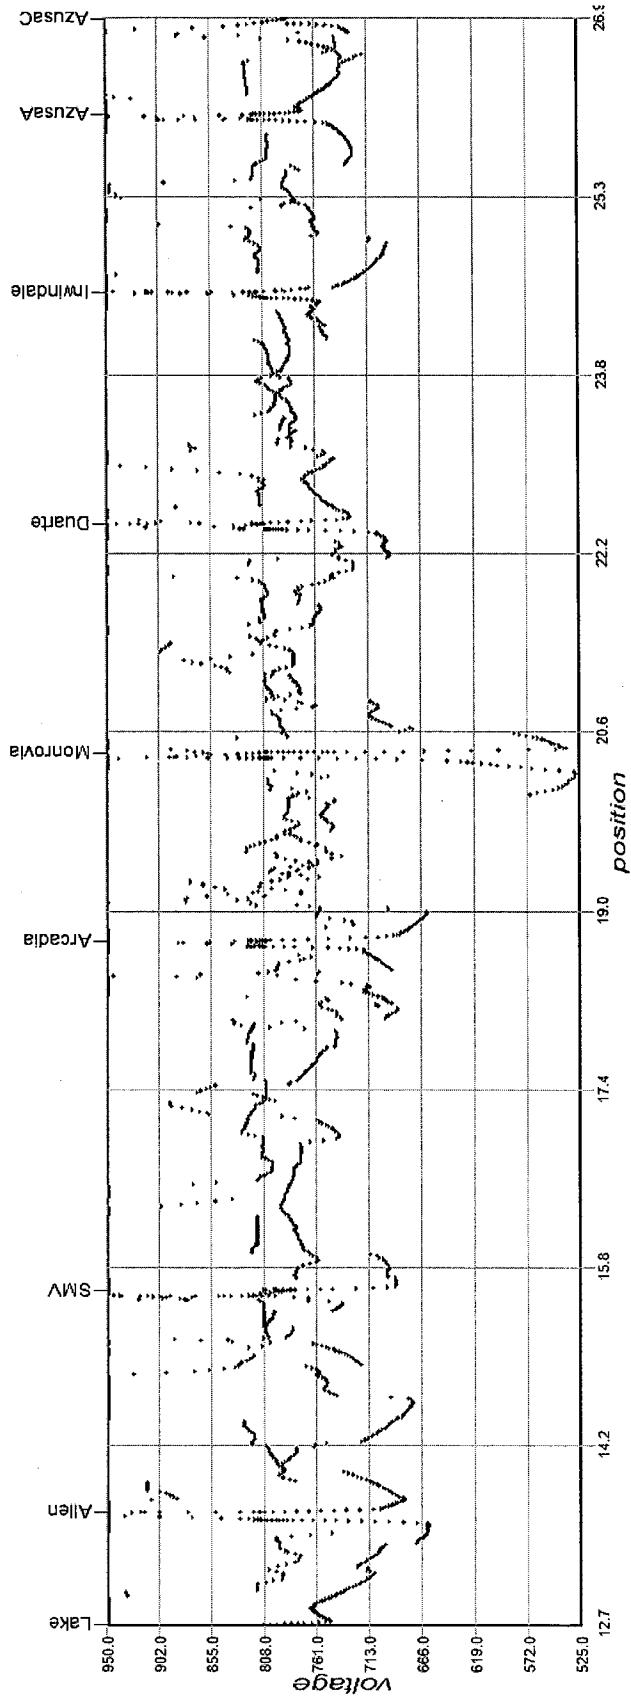 Lake
Allen
SMV
Arcadia
Monrovia
Duarte
Irwindale
AzusaA
AzusaC
voltage
950.0
902.0
855.0
808.0
761.0
713.0
666.0
619.0
572.0
525.0
12.7
14.2
15.8
17.4
19.0
20.6
22.2
23.8
25.3
26.9
position